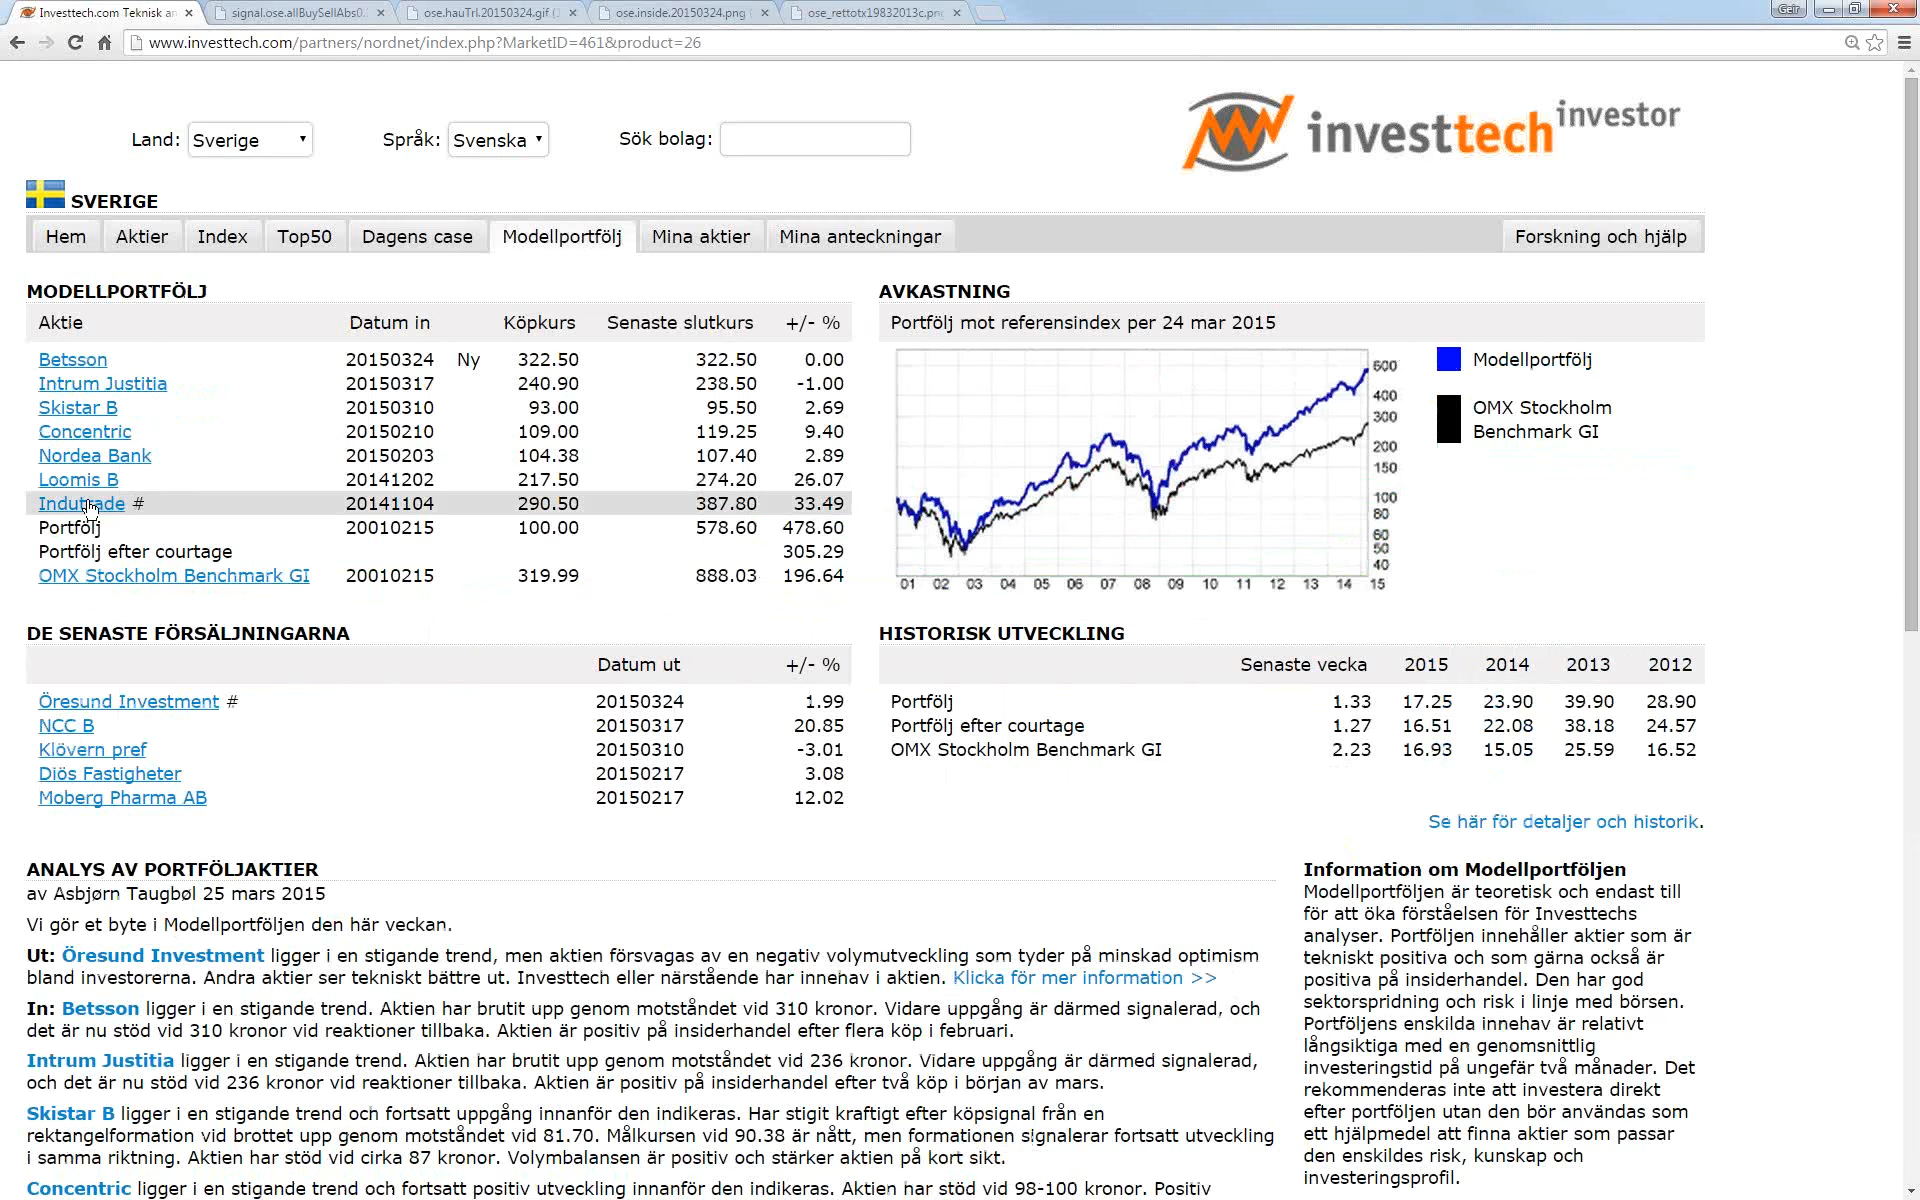 Investtech.com Teknisk an
signal.ose.allBuySellAbs0.
ose.hauTrl.20150324.gif (
ose.inside.20150324.png
ose_rettotx19832013c.pn
Geir
www.investtech.com/partners/nordnet/index.php?MarketID=461&product=26
Land: Sverige Språk: Svenska Sök bolag:
investtech investor
SVERIGE
Hem Aktier Index Top50 Dagens case Modellportfölj Mina aktier Mina anteckningar Forskning och hjälp
MODELLPORTFÖLJ
Aktie Datum in Köpkurs Senaste slutkurs +/- %
Betsson 20150324 Ny 322.50 322.50 0.00
Intrum Justitia 20150317 240.90 238.50 -1.00
Skistar B 20150310 93.00 95.50 2.69
Concentric 20150210 109.00 119.25 9.40
Nordea Bank 20150203 104.38 107.40 2.89
Loomis B 20141202 217.50 274.20 26.07
Indutrade # 20141104 290.50 387.80 33.49
Portfölj 20010215 100.00 578.60 478.60
Portfölj efter courtage 305.29
OMX Stockholm Benchmark GI 20010215 319.99 888.03 196.64
AVKASTNING
Portfölj mot referensindex per 24 mar 2015
600
400
300
200
150
100
80
60
50
40
01 02 03 04 05 06 07 08 09 10 11 12 13 14 15
Modellportfölj
OMX Stockholm
Benchmark GI
DE SENASTE FÖRSÄLJNINGARNA
Datum ut +/- %
Öresund Investment # 20150324 1.99
NCC B 20150317 20.85
Klövern pref 20150310 -3.01
Diös Fastigheter 20150217 3.08
Moberg Pharma AB 20150217 12.02
HISTORISK UTVECKLING
Senaste vecka 2015 2014 2013 2012
Portfölj 1.33 17.25 23.90 39.90 28.90
Portfölj efter courtage 1.27 16.51 22.08 38.18 24.57
OMX Stockholm Benchmark GI 2.23 16.93 15.05 25.59 16.52
Se här för detaljer och historik.
ANALYS AV PORTFÖLJAKTIER
av Asbjørn Taugbøl 25 mars 2015
Vi gör et byte i Modellportföljen den här veckan.
Ut: Öresund Investment ligger i en stigande trend, men aktien försvagas av en negativ volymutveckling som tyder på minskad optimism
bland investorerna. Andra aktier ser tekniskt bättre ut. Investtech eller närstående har innehav i aktien. Klicka för mer information >>
In: Betsson ligger i en stigande trend. Aktien har brutit upp genom motståndet vid 310 kronor. Vidare uppgång är därmed signalerad, och
det är nu stöd vid 310 kronor vid reaktioner tillbaka. Aktien är positiv på insiderhandel efter flera köp i februari.
Intrum Justitia ligger i en stigande trend. Aktien har brutit upp genom motståndet vid 236 kronor. Vidare uppgång är därmed signalerad,
och det är nu stöd vid 236 kronor vid reaktioner tillbaka. Aktien är positiv på insiderhandel efter två köp i början av mars.
Skistar B ligger i en stigande trend och fortsatt uppgång innanför den indikeras. Har stigit kraftigt efter köpsignal från en
rektangelformation vid brottet upp genom motståndet vid 81.70. Målkursen vid 90.38 är nått, men formationen signalerar fortsatt utveckling
i samma riktning. Aktien har stöd vid cirka 87 kronor. Volymbalansen är positiv och stärker aktien på kort sikt.
Concentric ligger i en stigande trend och fortsatt positiv utveckling innanför den indikeras. Aktien har stöd vid 98-100 kronor. Positiv
Information om Modellportföljen
Modellportföljen är teoretisk och endast till
för att öka förståelsen för Investtechs
analyser. Portföljen innehåller aktier som är
tekniskt positiva och som gärna också är
positiva på insiderhandel. Den har god
sektorspridning och risk i linje med börsen.
Portföljens enskilda innehav är relativt
långsiktiga med en genomsnittlig
investeringstid på ungefär två månader. Det
rekommenderas inte att investera direkt
efter portföljen utan den bör användas som
ett hjälpmedel att finna aktier som passar
den enskildes risk, kunskap och
investeringsprofil.